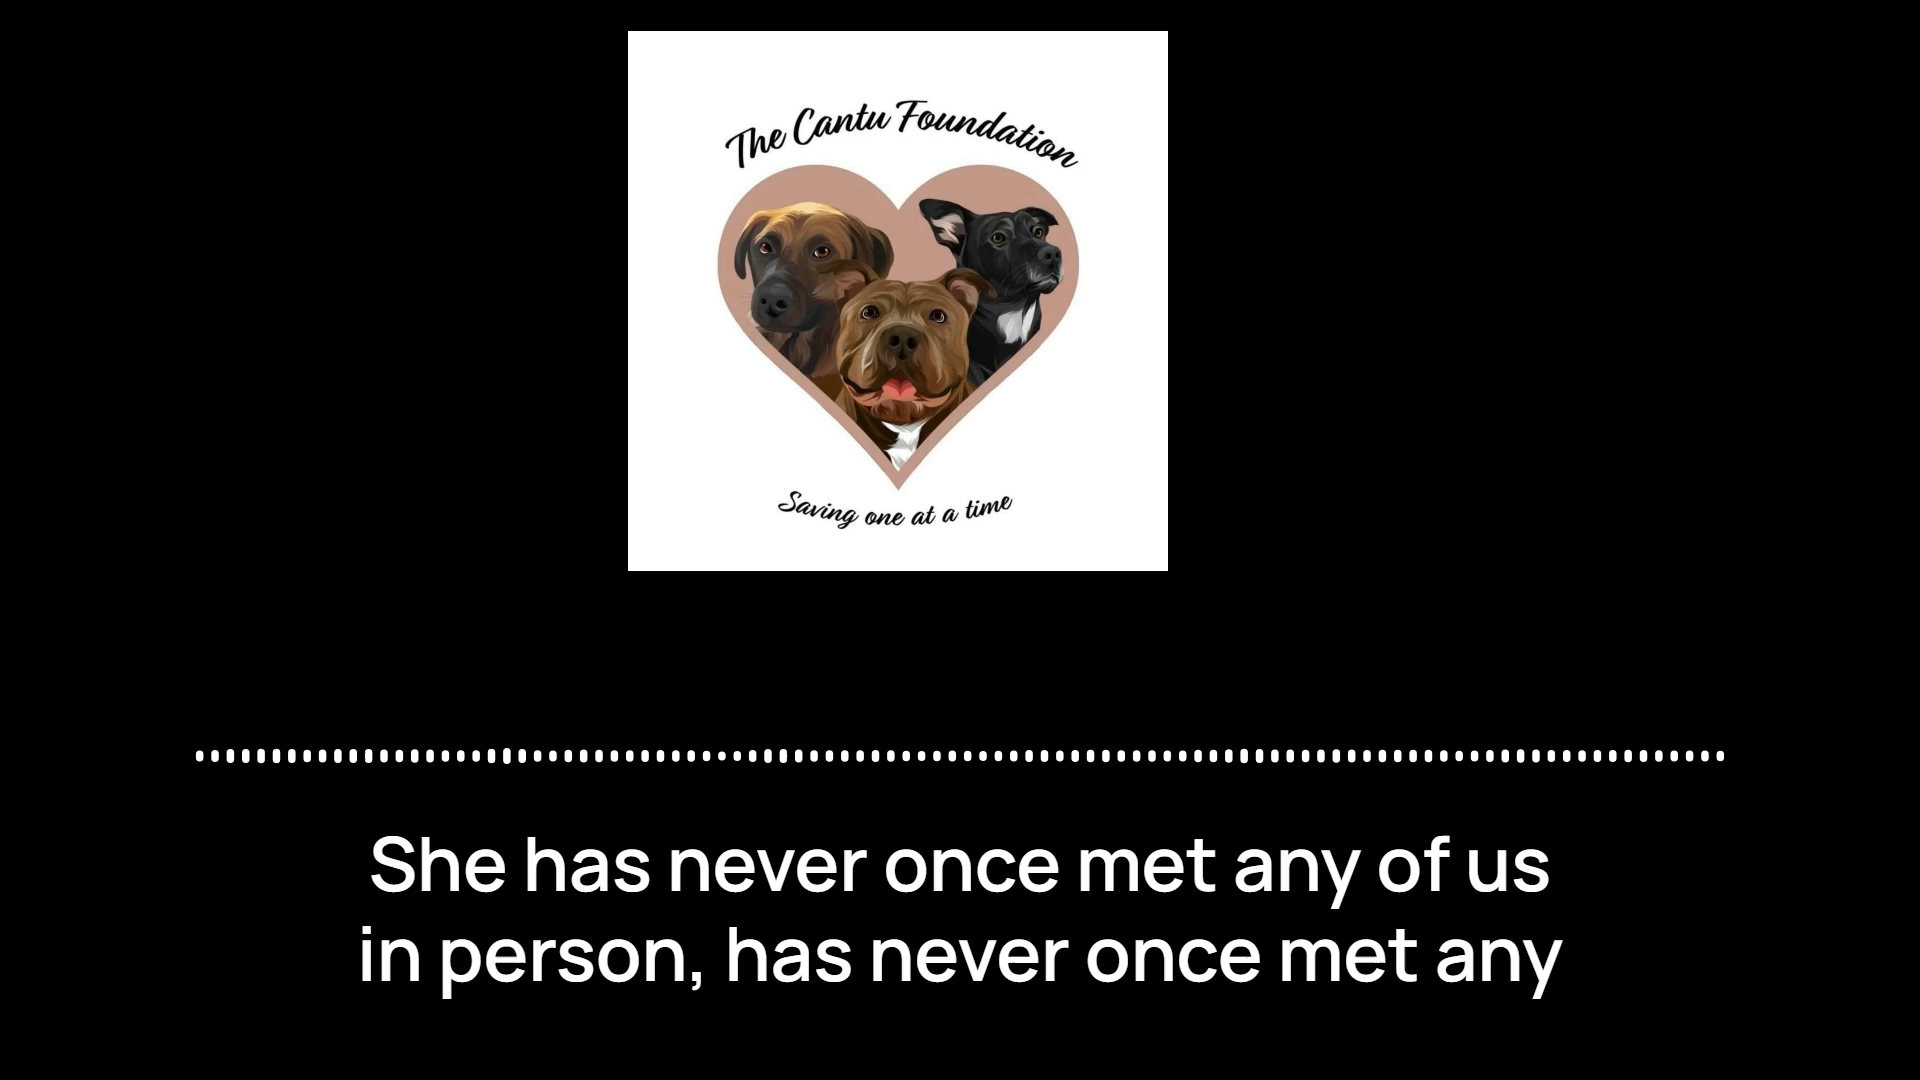 The Cantu Foundation
Saving one at a time
She has never once met any of us
in person, has never once met any